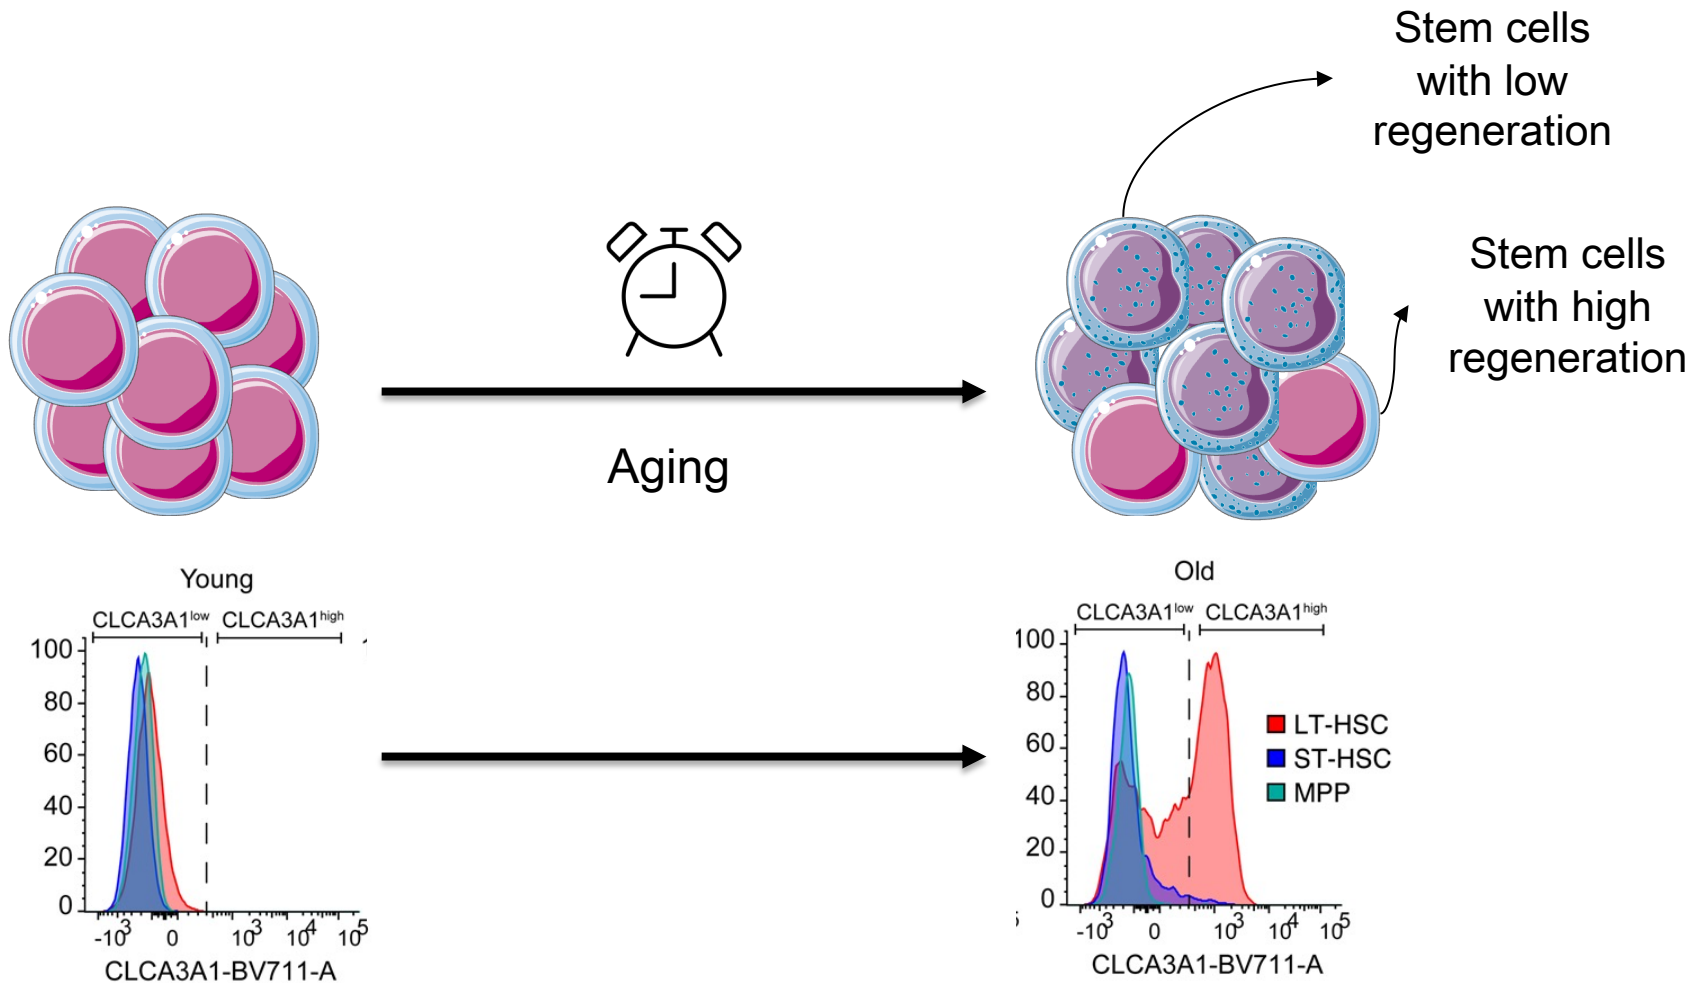 Stem cells
with low
regeneration
Stem cells
with high
regeneration
Aging
Young
CLCA3A1low CLCA3A1high
100
80
60
40
20
0
-10³ 0 10³ 10⁴ 10⁵
CLCA3A1-BV711-A
Old
CLCA3A1low CLCA3A1high
100
80
60
40
20
0
-10³ 0 10³ 10⁴ 10⁵
CLCA3A1-BV711-A
LT-HSC
ST-HSC
MPP